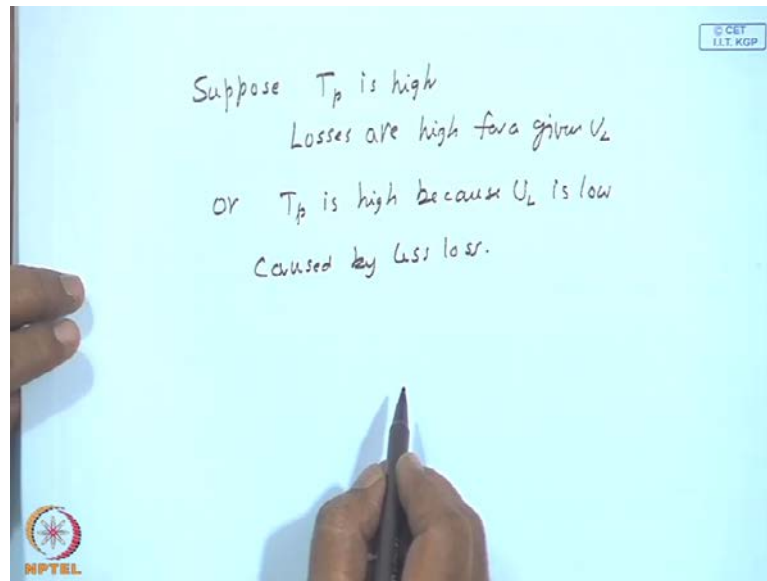 © CET
I.I.T. KGP
Suppose Tp is high
Losses are high for a given UL
or Tp is high because UL is low
Caused by less loss.
NPTEL